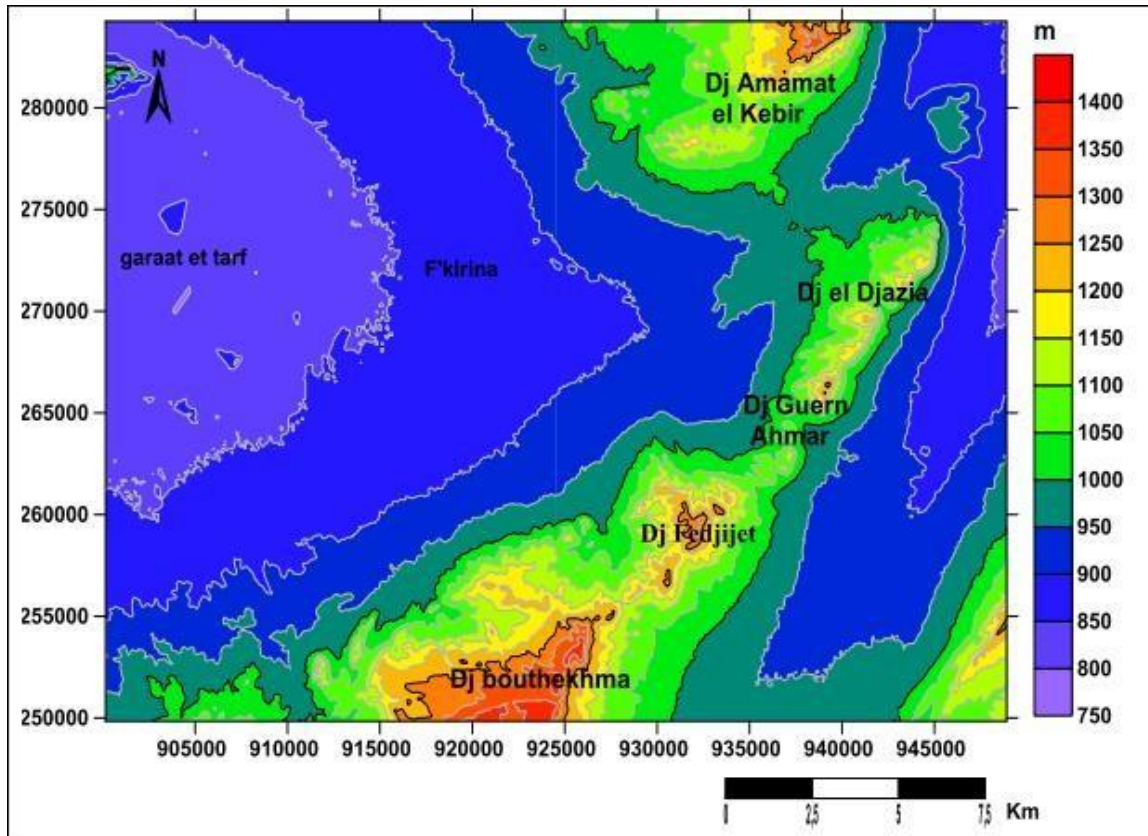 m
N
Dj Amamat
el Kebir
280000
275000
270000
265000
260000
255000
250000
garaat et tarf
F'kirina
Dj el Djazia
Dj Guern
Ahmar
Dj Fedjijet
Dj bouthekhma
1400
1350
1300
1250
1200
1150
1100
1050
1000
950
900
850
800
750
905000 910000 915000 920000 925000 930000 935000 940000 945000
0 2,5 5 7,5 Km